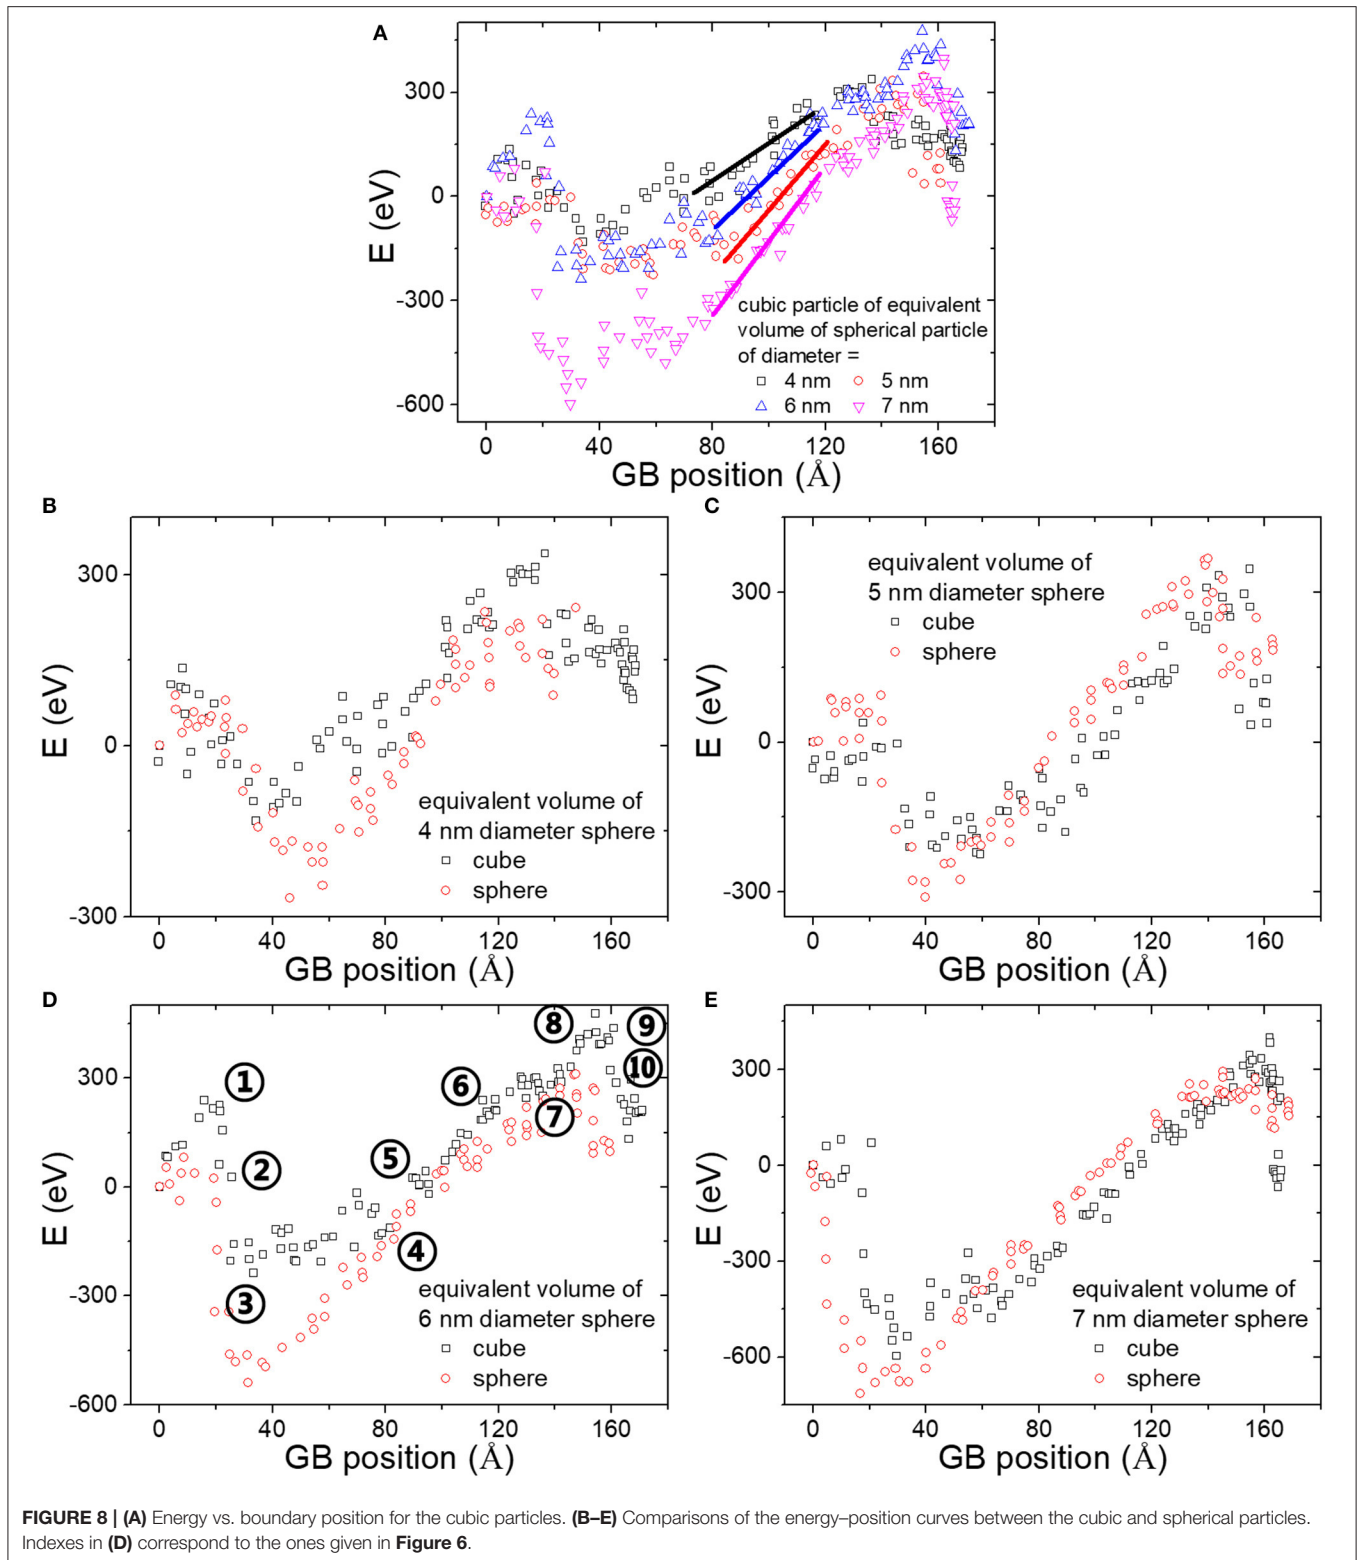 A
E (eV)
300
0
-300
-600
cubic particle of equivalent
volume of spherical particle
of diameter =
4 nm 5 nm
6 nm 7 nm
0 40 80 120 160
GB position (Å)
B
E (eV)
300
0
-300
equivalent volume of
4 nm diameter sphere
cube
sphere
0 40 80 120 160
GB position (Å)
C
E (eV)
300
0
-300
equivalent volume of
5 nm diameter sphere
cube
sphere
0 40 80 120 160
GB position (Å)
D
E (eV)
300
0
-300
-600
1
2
3
4
5
6
7
8
9
10
equivalent volume of
6 nm diameter sphere
cube
sphere
0 40 80 120 160
GB position (Å)
E
E (eV)
300
0
-300
-600
equivalent volume of
7 nm diameter sphere
cube
sphere
0 40 80 120 160
GB position (Å)
FIGURE 8 | (A) Energy vs. boundary position for the cubic particles. (B–E) Comparisons of the energy–position curves between the cubic and spherical particles.
Indexes in (D) correspond to the ones given in Figure 6.